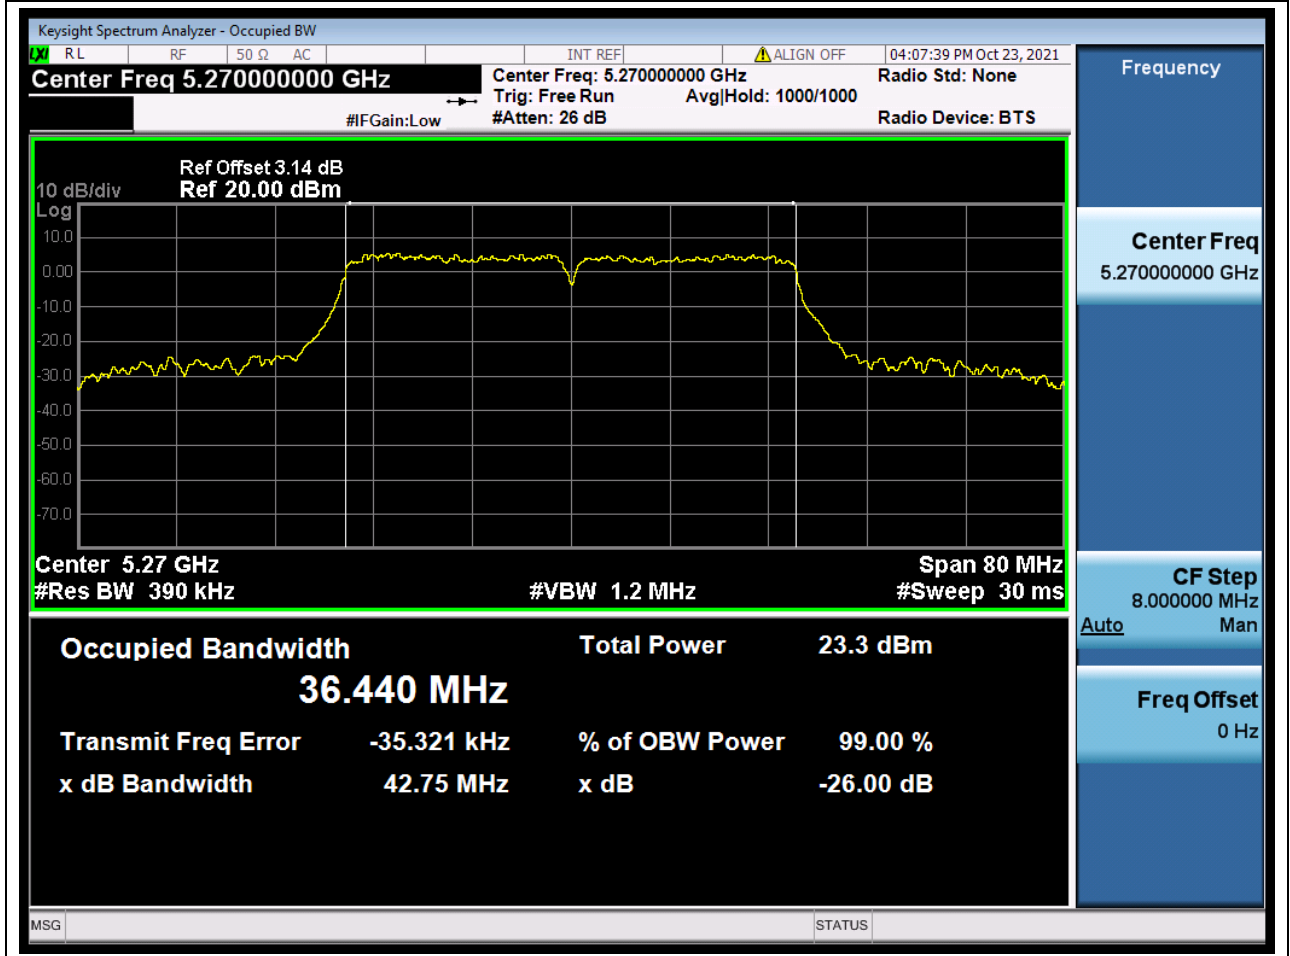 Keysight Spectrum Analyzer - Occupied BW
LXI RL RF 50 Ω AC INT REF ALIGN OFF 04:07:39 PM Oct 23, 2021
Center Freq 5.270000000 GHz
Center Freq: 5.270000000 GHz
Radio Std: None
Trig: Free Run Avg|Hold: 1000/1000
#IFGain:Low
#Atten: 26 dB
Radio Device: BTS
Ref Offset 3.14 dB
10 dB/div Ref 20.00 dBm
Log
10.0
0.00
-10.0
-20.0
-30.0
-40.0
-50.0
-60.0
-70.0
Center 5.27 GHz Span 80 MHz
#Res BW 390 kHz #VBW 1.2 MHz #Sweep 30 ms
Occupied Bandwidth Total Power 23.3 dBm
36.440 MHz
Transmit Freq Error -35.321 kHz % of OBW Power 99.00 %
x dB Bandwidth 42.75 MHz x dB -26.00 dB
Frequency
Center Freq
5.270000000 GHz
CF Step
8.000000 MHz
Auto Man
Freq Offset
0 Hz
MSG STATUS